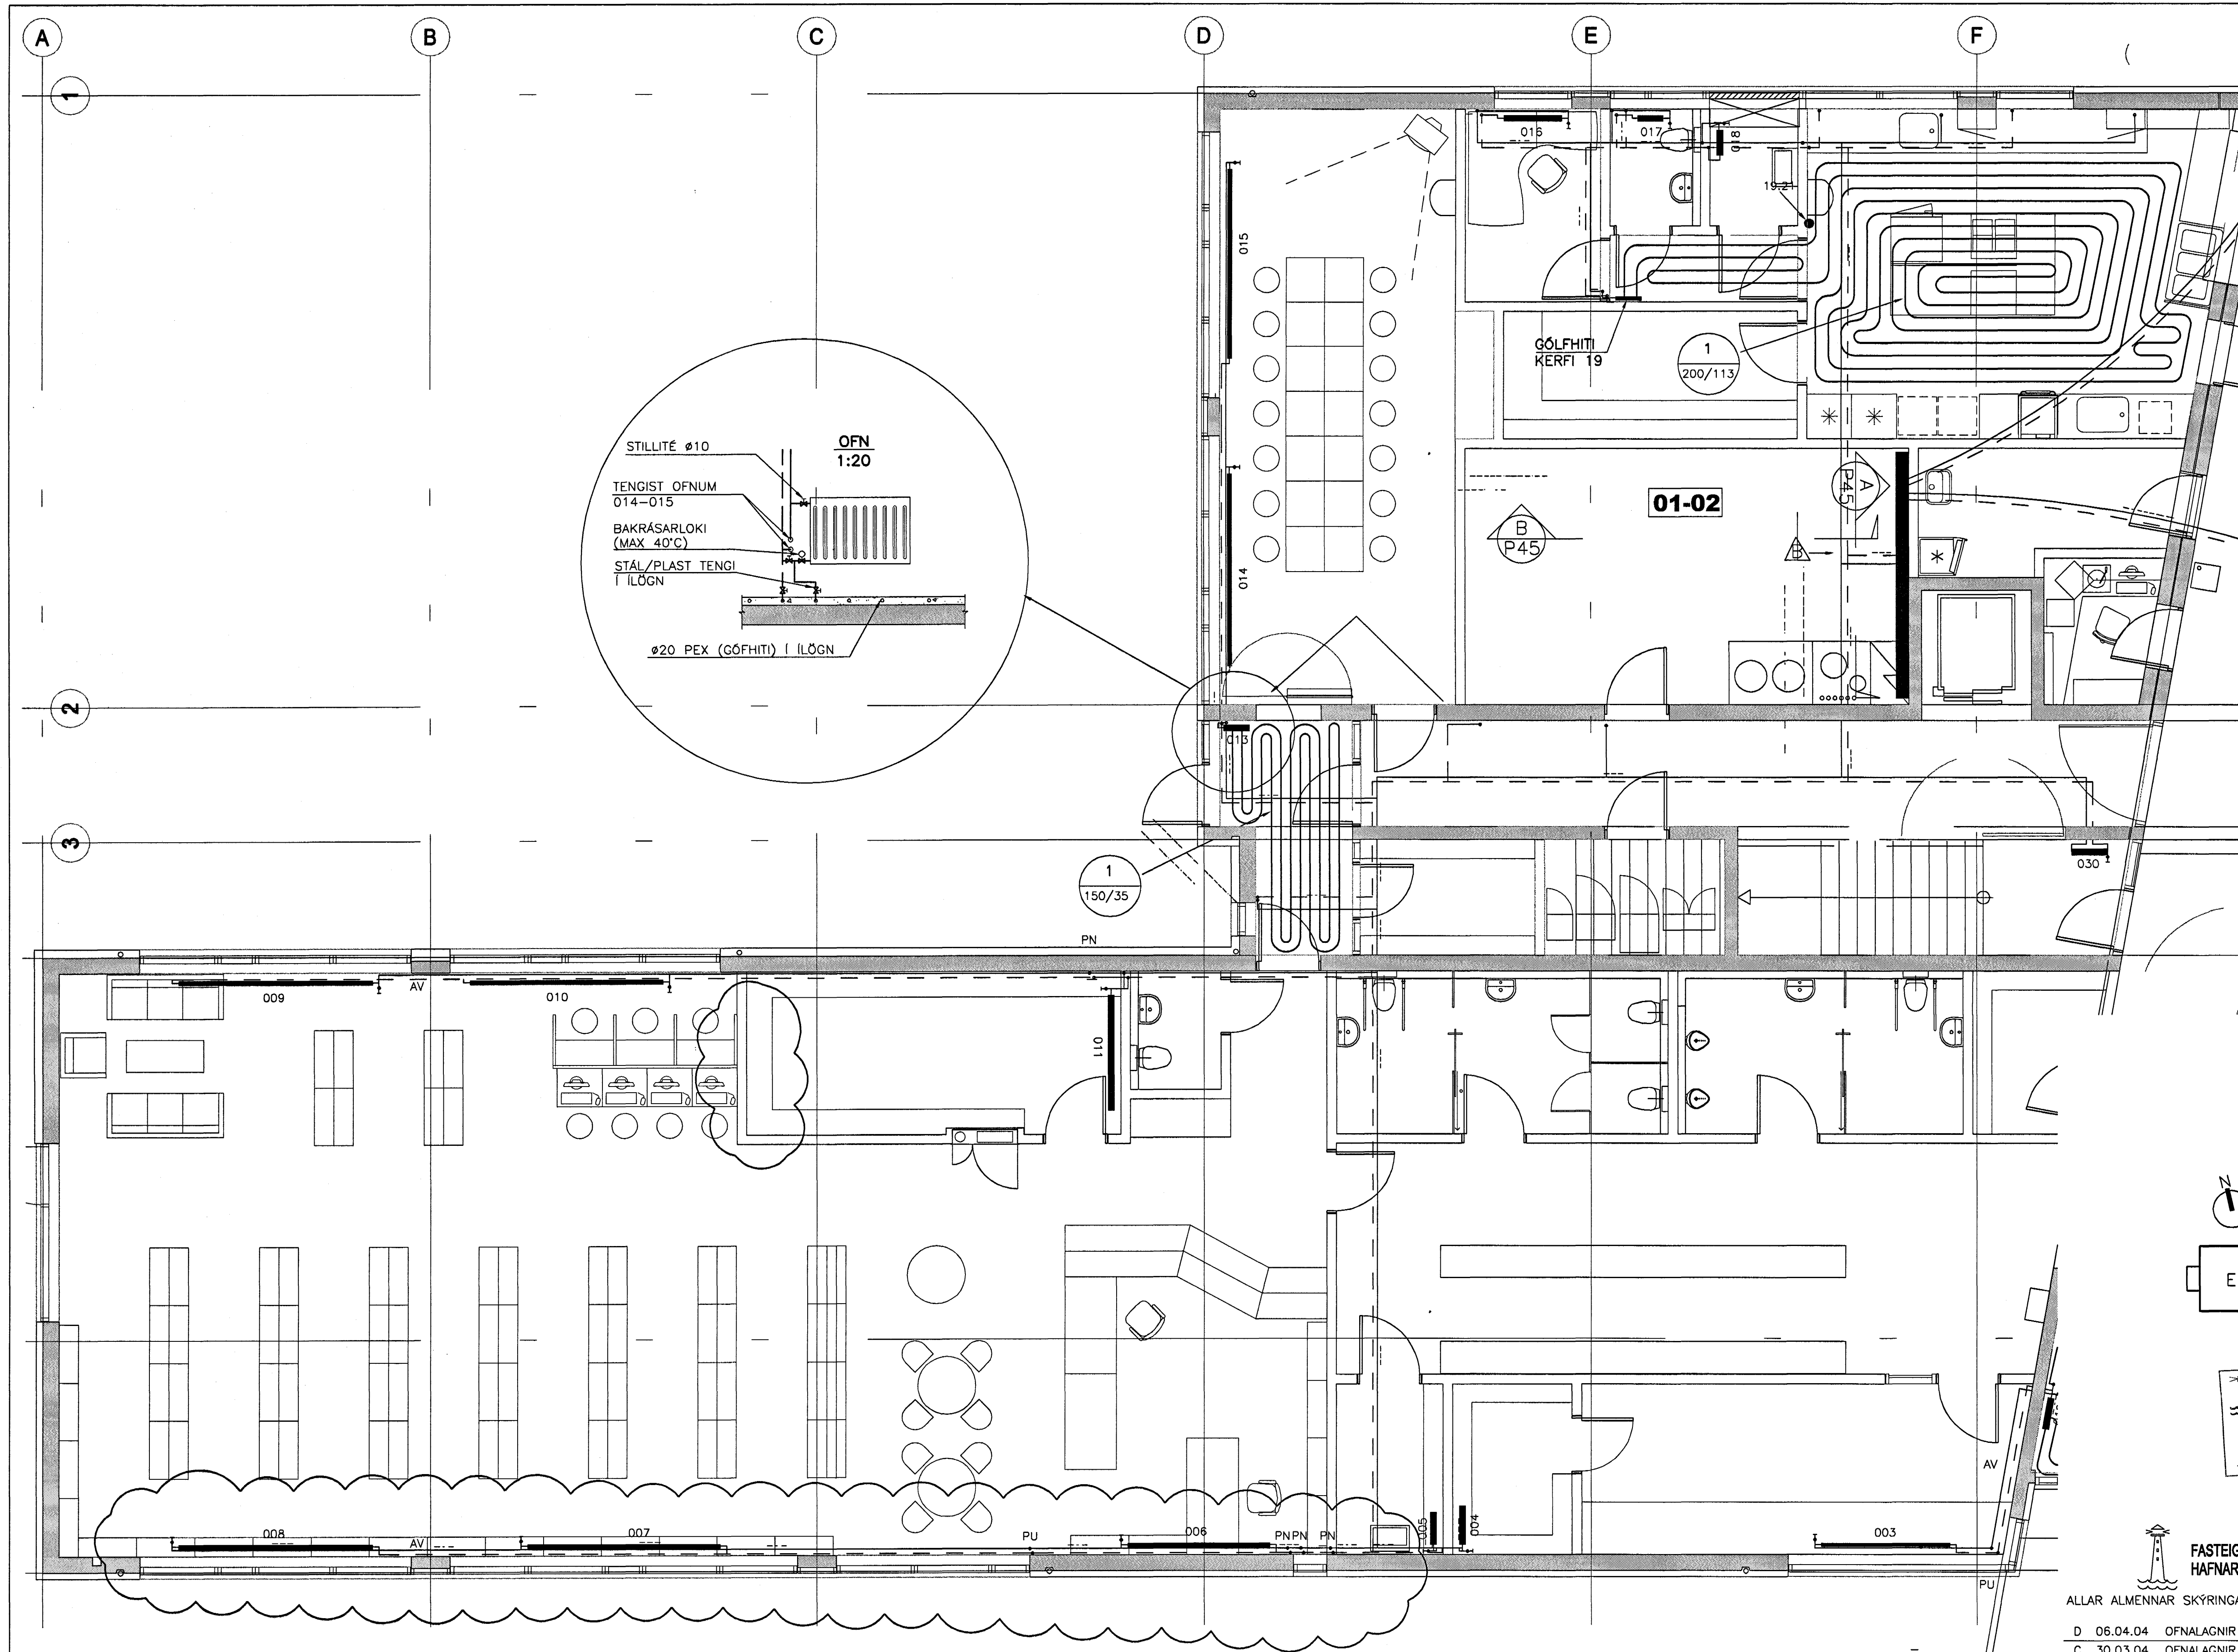 A
B
C
D
E
F
1
2
3
016
017
018
19.21
015
GÓLFHITI
KERFI 19
1
200/113
STILLITÉ ø10
OFN
1:20
TENGIST OFNUM
014-015
BAKRÁSARLOKI
(MAX 40°C)
STÁL/PLAST TENGI
Í ÍLÖGN
ø20 PEX (GÓFHITI) Í ÍLÖGN
014
B
P45
01-02
A
P45
B
013
1
150/35
030
PN
009
AV
010
011
N
E
008
AV
007
PU
006
PN PN PN
005
004
003
AV
PU
FASTEIG
HAFNAR
ALLAR ALMENNAR SKÝRINGA
D 06.04.04 OFNALAGNIR
C 30.03.04 OFNALAGNIR